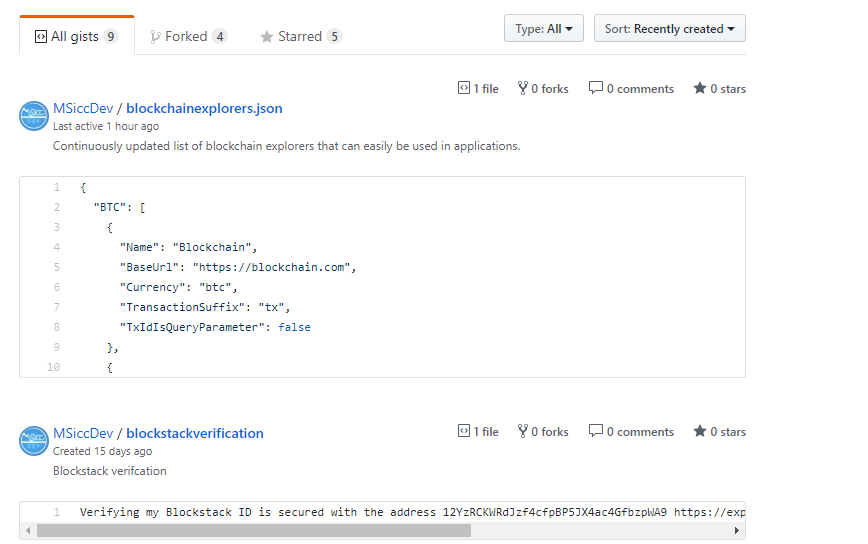 All gists 9 Forked 4 Starred 5 Type: All Sort: Recently created
1 file 0 forks 0 comments 0 stars
MSiccDev / blockchainexplorers.json
Last active 1 hour ago
Continuously updated list of blockchain explorers that can easily be used in applications.
1 {
2 "BTC": [
3 {
4 "Name": "Blockchain",
5 "BaseUrl": "https://blockchain.com",
6 "Currency": "btc",
7 "TransactionSuffix": "tx",
8 "TxIdIsQueryParameter": false
9 },
10 {
1 file 0 forks 0 comments 0 stars
MSiccDev / blockstackverification
Created 15 days ago
Blockstack verifcation
1 Verifying my Blockstack ID is secured with the address 12YzRCKWRdJzf4cfpBP5JX4ac4GfbzpWA9 https://exp